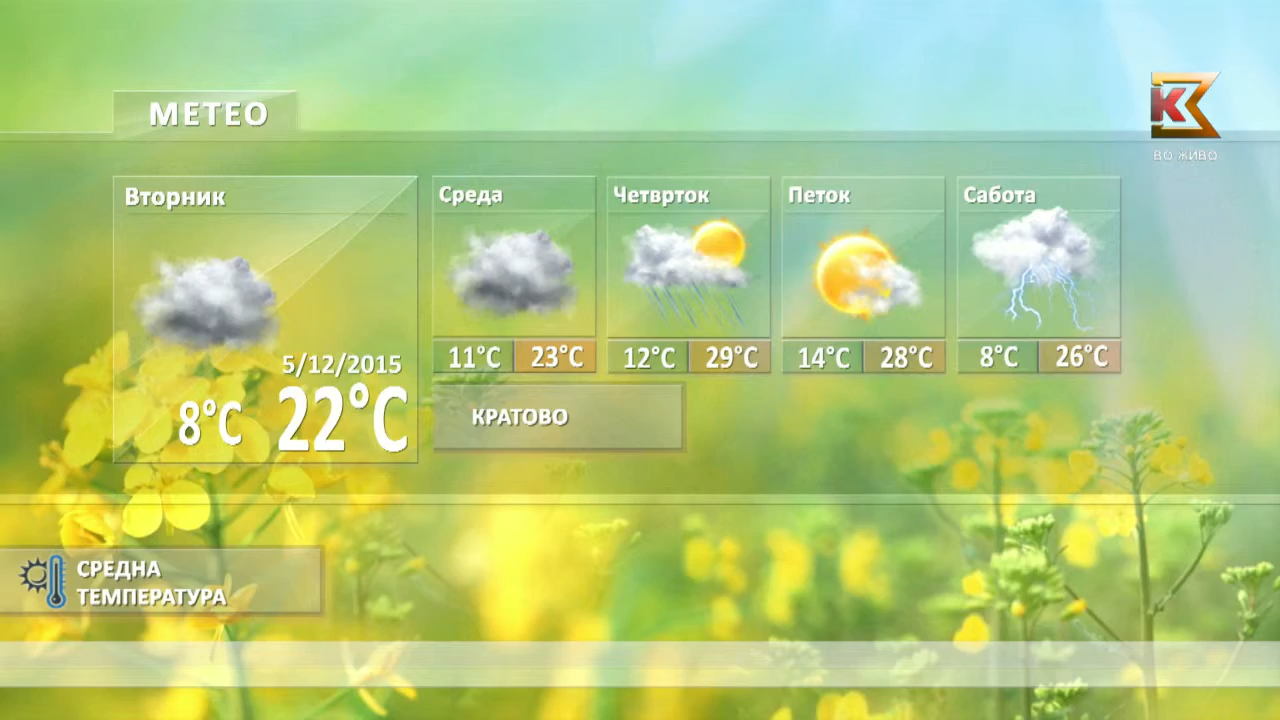 МЕТЕО
К3
ВО ЖИВО
Вторник
5/12/2015
8°C 22°C
Среда
11°C 23°C
Четврток
12°C 29°C
Петок
14°C 28°C
Сабота
8°C 26°C
КРАТОВО
СРЕДНА
ТЕМПЕРАТУРА